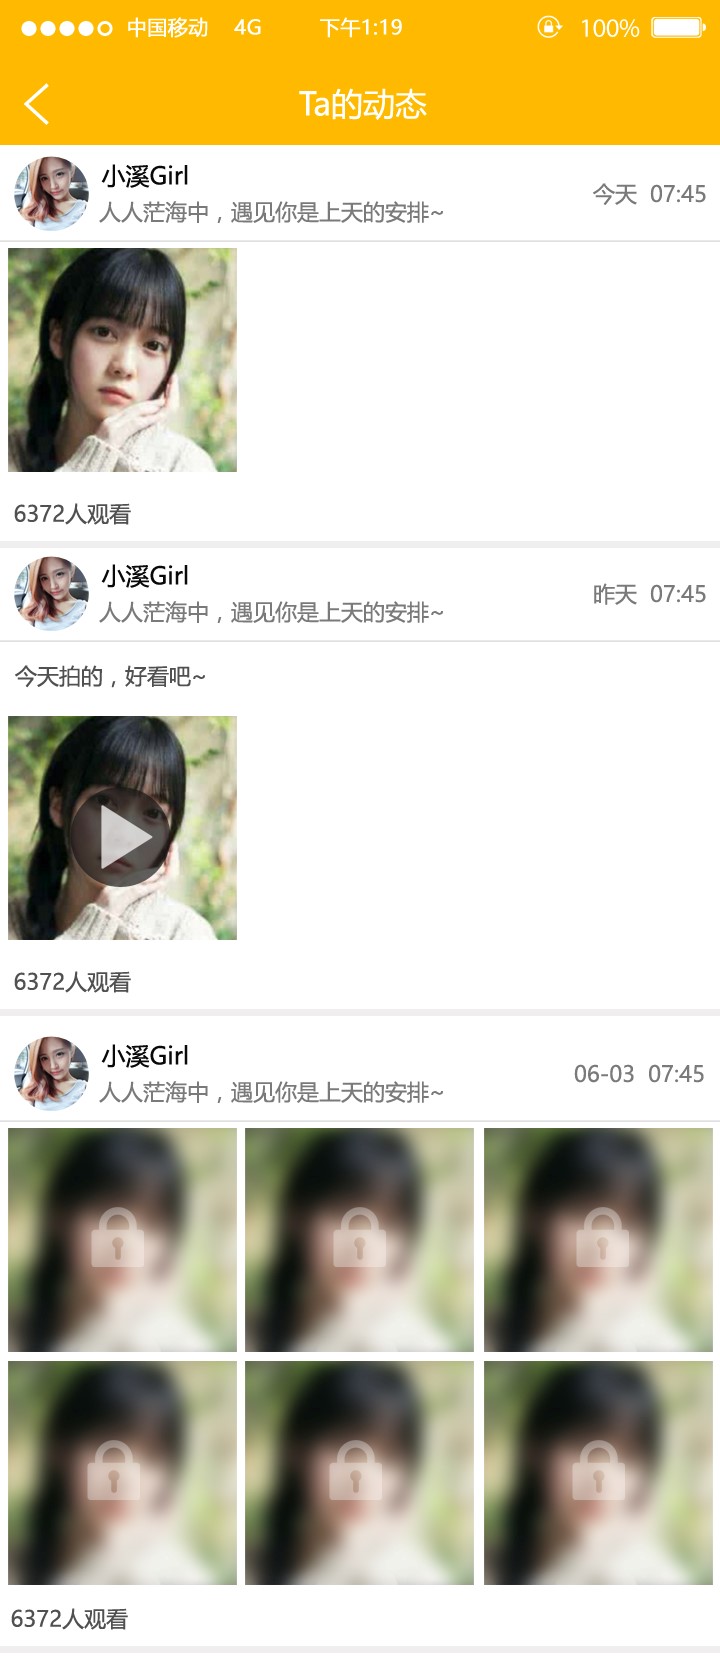 中国移动 4G 下午1:19 100%
Ta的动态
小溪Girl
人人茫海中，遇见你是上天的安排~
今天 07:45
6372人观看
小溪Girl
人人茫海中，遇见你是上天的安排~
昨天 07:45
今天拍的，好看吧~
6372人观看
小溪Girl
人人茫海中，遇见你是上天的安排~
06-03 07:45
6372人观看